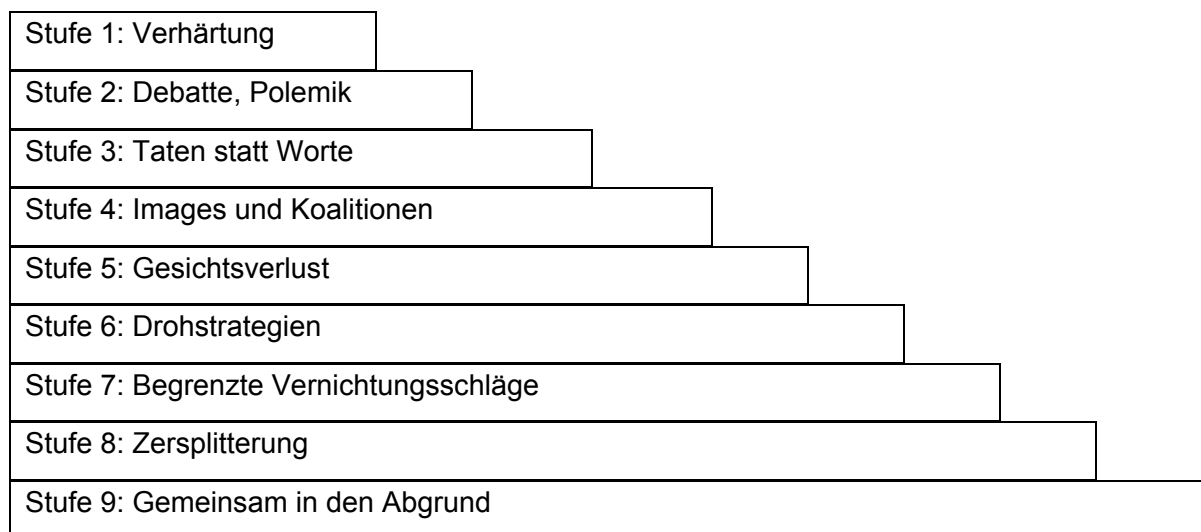 Stufe 1: Verhärtung
Stufe 2: Debatte, Polemik
Stufe 3: Taten statt Worte
Stufe 4: Images und Koalitionen
Stufe 5: Gesichtsverlust
Stufe 6: Drohstrategien
Stufe 7: Begrenzte Vernichtungsschläge
Stufe 8: Zersplitterung
Stufe 9: Gemeinsam in den Abgrund